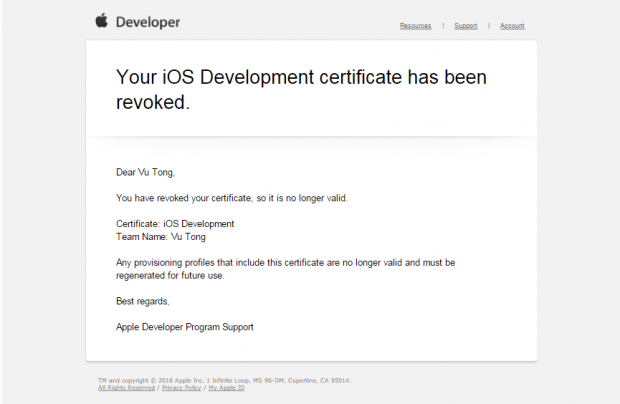 Developer
Resources | Support | Account
Your iOS Development certificate has been
revoked.
Dear Vu Tong,
You have revoked your certificate, so it is no longer valid.
Certificate: iOS Development
Team Name: Vu Tong
Any provisioning profiles that include this certificate are no longer valid and must be
regenerated for future use.
Best regards,
Apple Developer Program Support
TM and copyright © 2016 Apple Inc. 1 Infinite Loop, MS 96-DM, Cupertino, CA 95014.
All Rights Reserved / Privacy Policy / My Apple ID